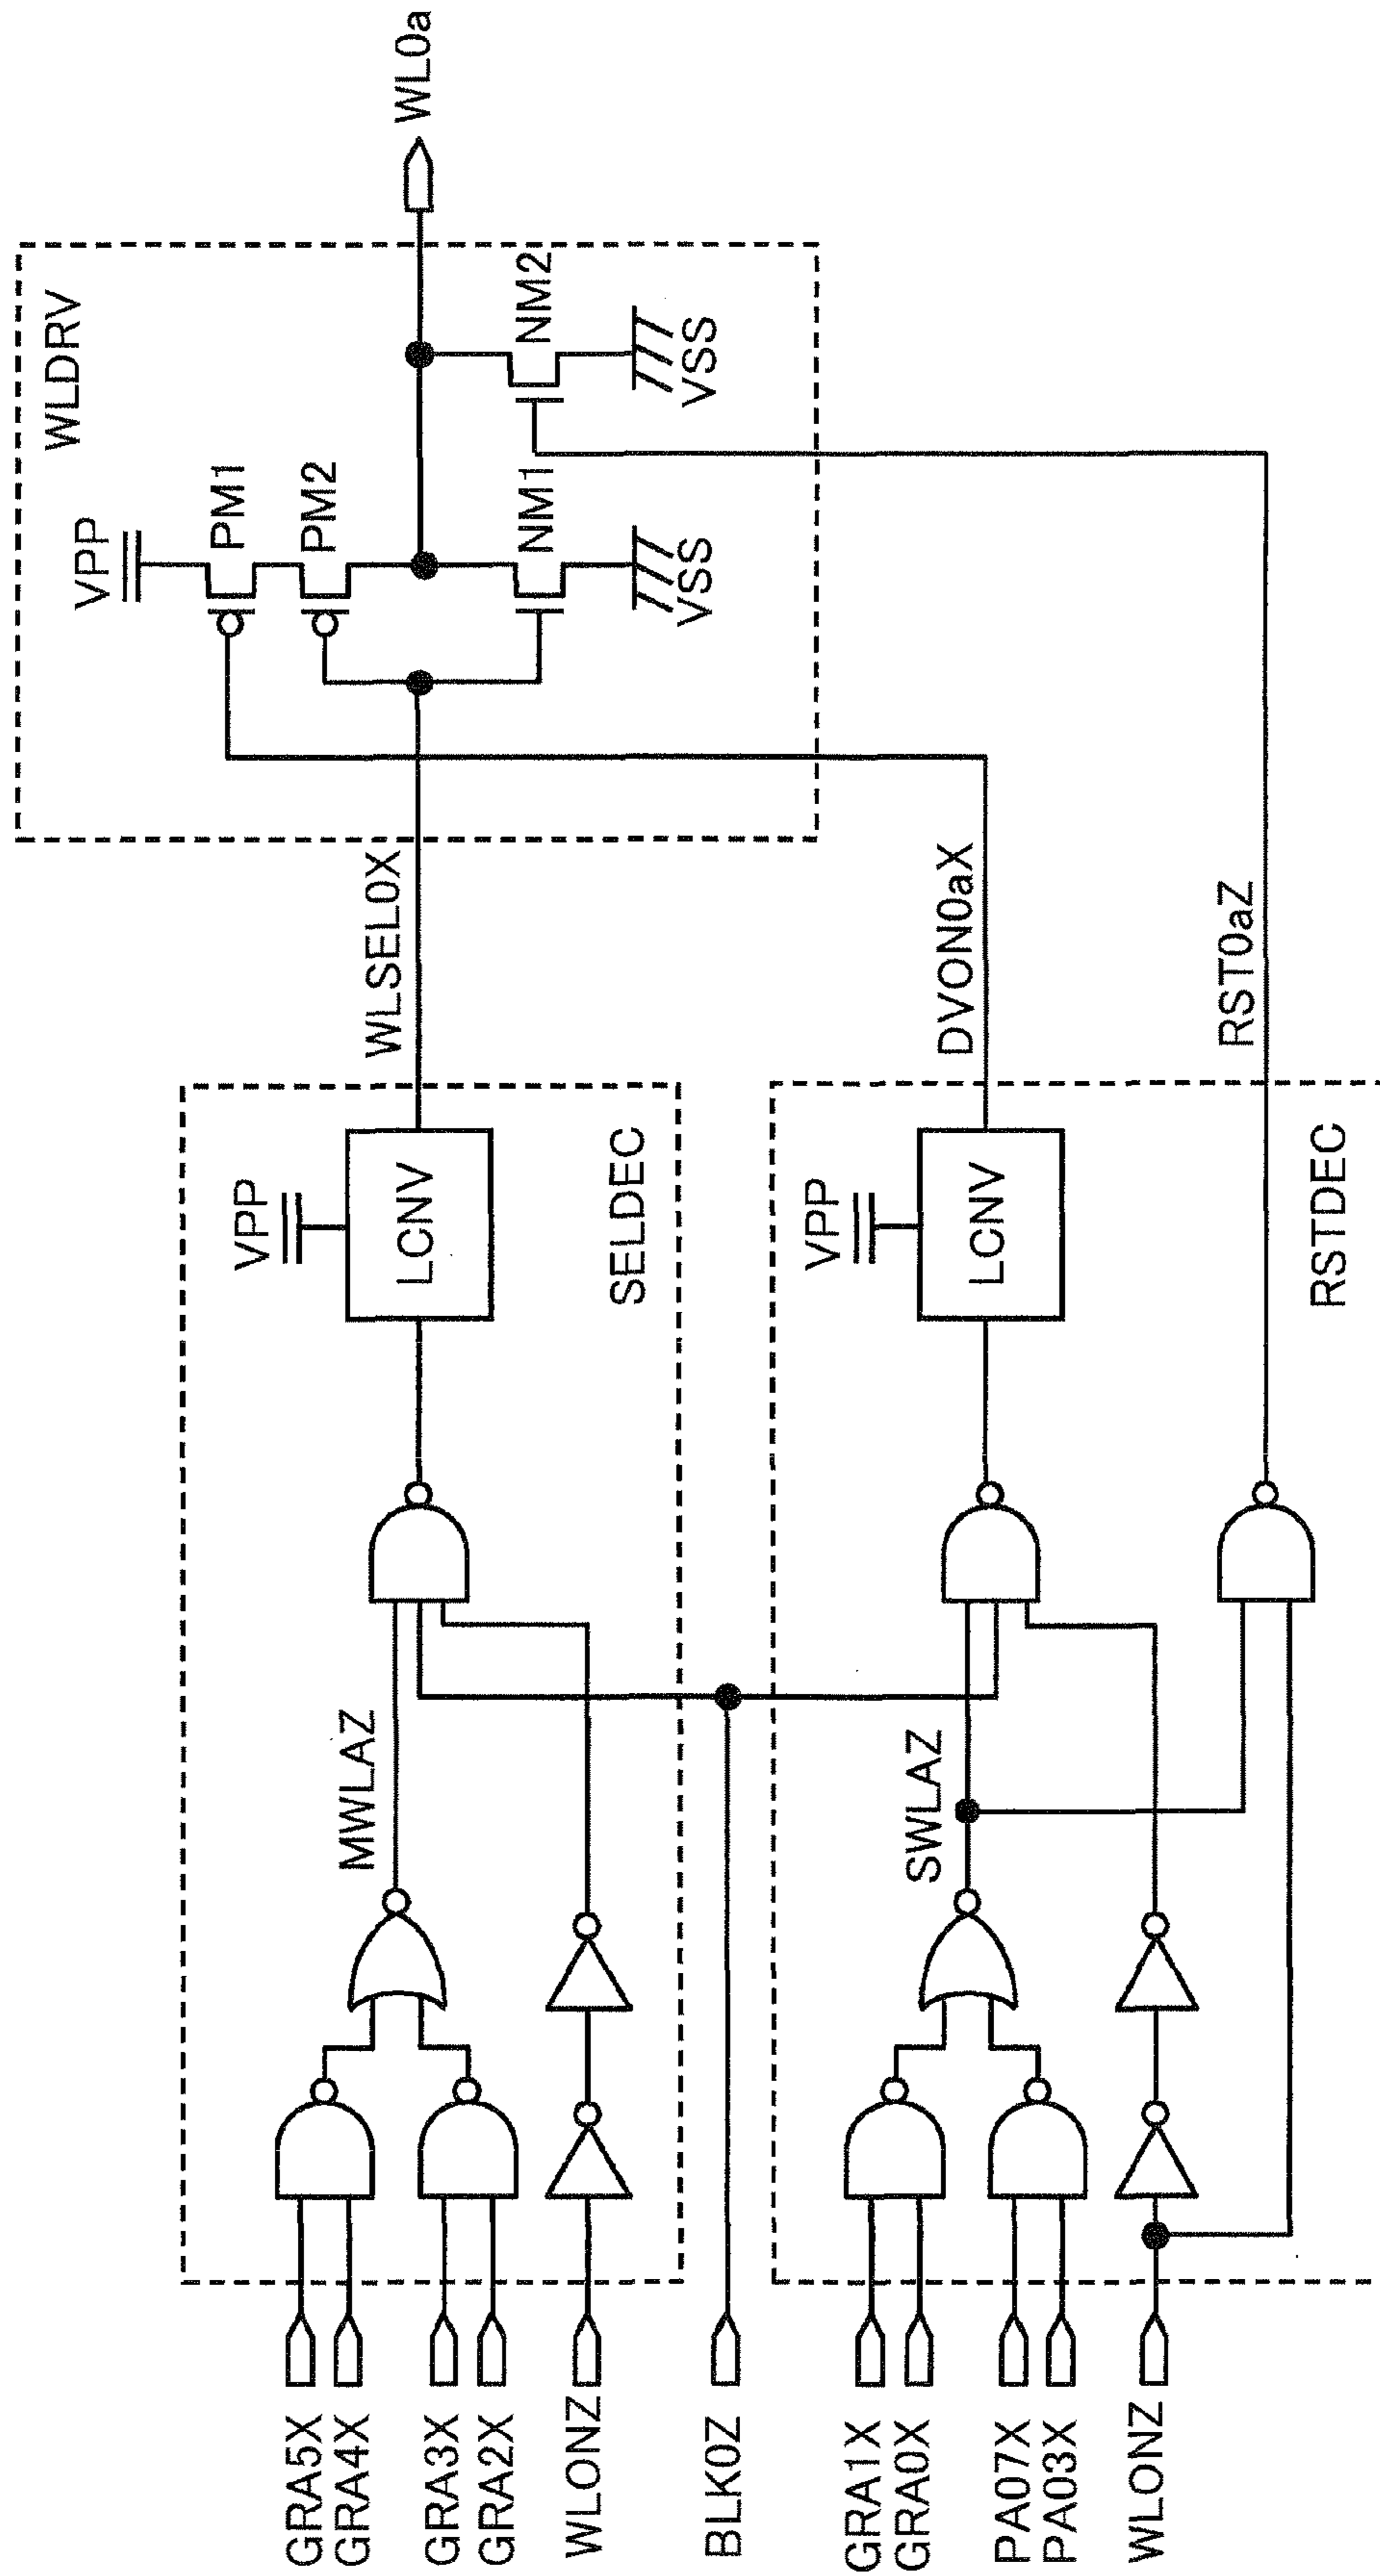 GRA5X
GRA4X
GRA3X
GRA2X
WLONZ
BLK0Z
GRA1X
GRA0X
PA07X
PA03X
WLONZ
MWLAZ
SWLAZ
VPP
LCNV
SELDEC
VPP
LCNV
RSTDEC
WLSEL0X
DVON0aX
RST0aZ
WLDRV
VPP
PM1
PM2
NM1
VSS
NM2
VSS
WL0a